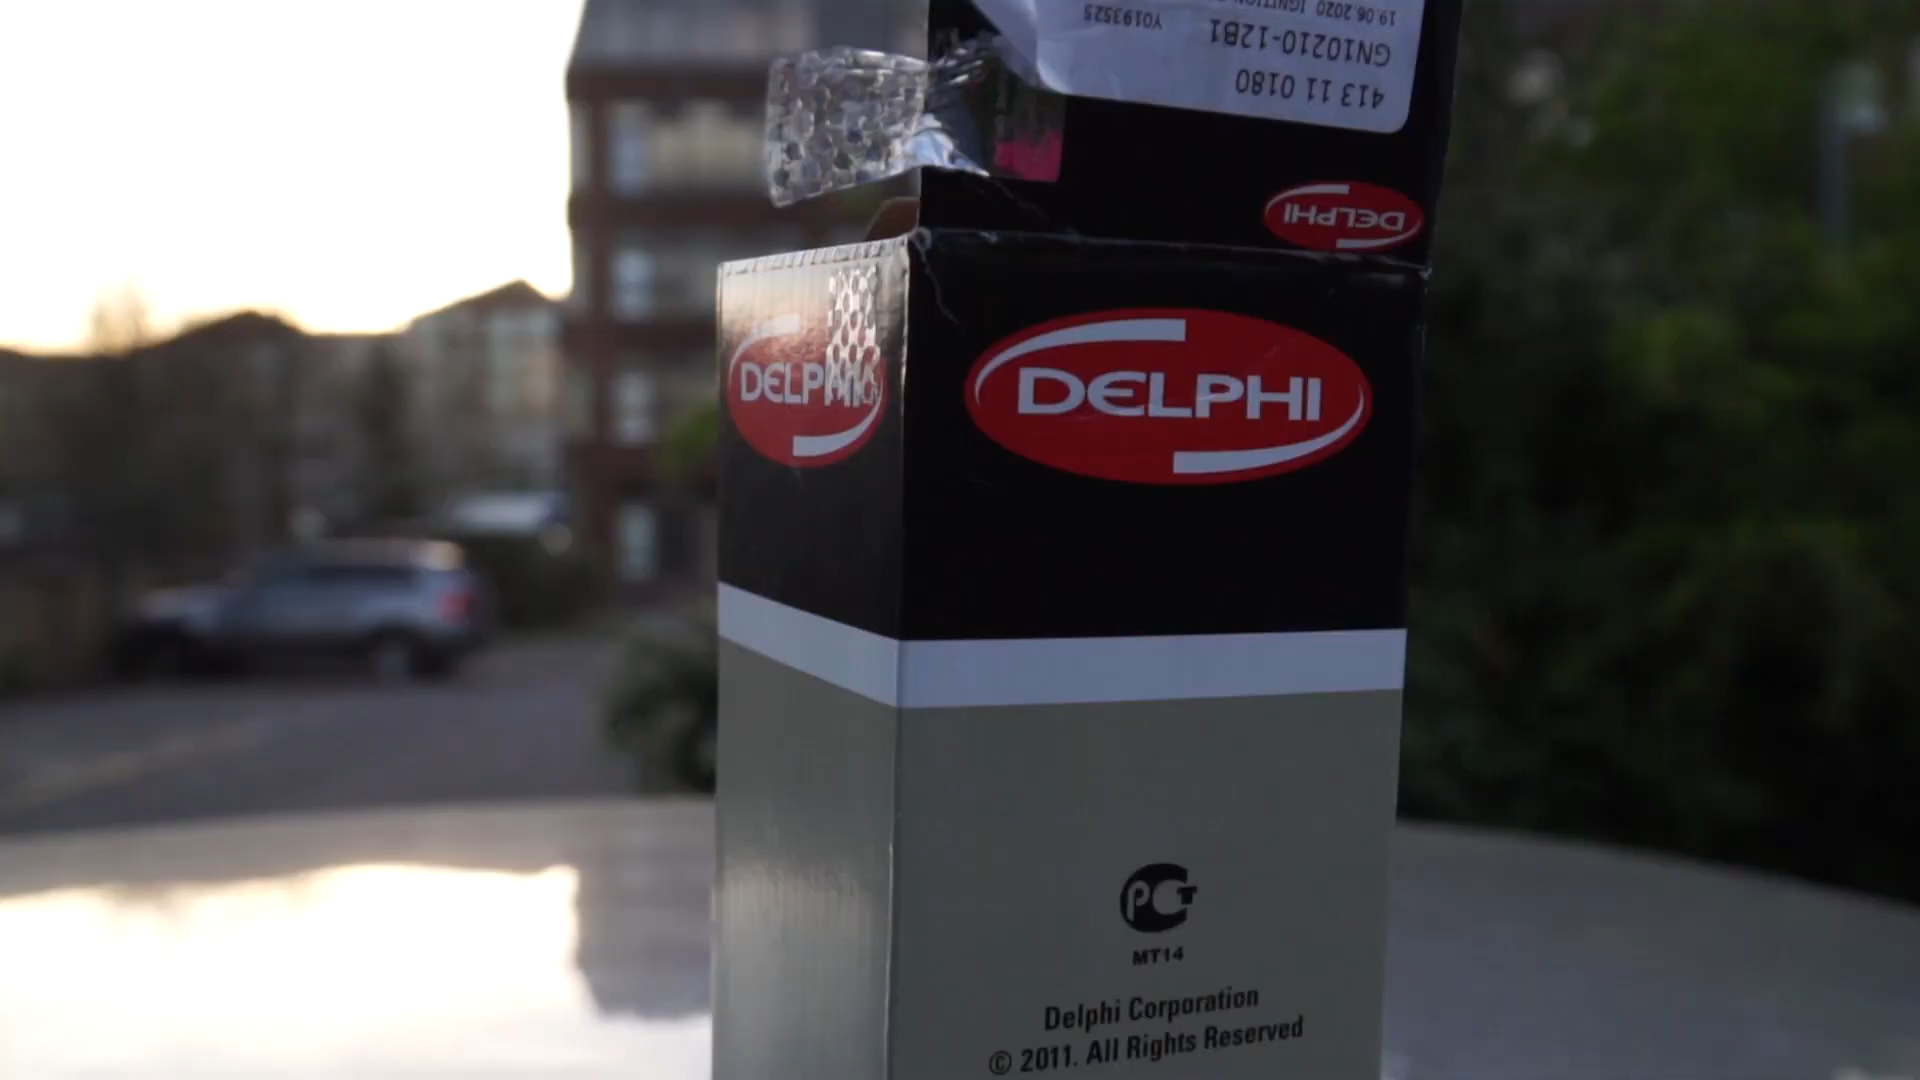 19.06.2020 IGNITION
Y0193525
GN10210-12B1
413 11 0180
DELPHI
DELPHI
DELPHI
PCT
MT14
Delphi Corporation
© 2011. All Rights Reserved